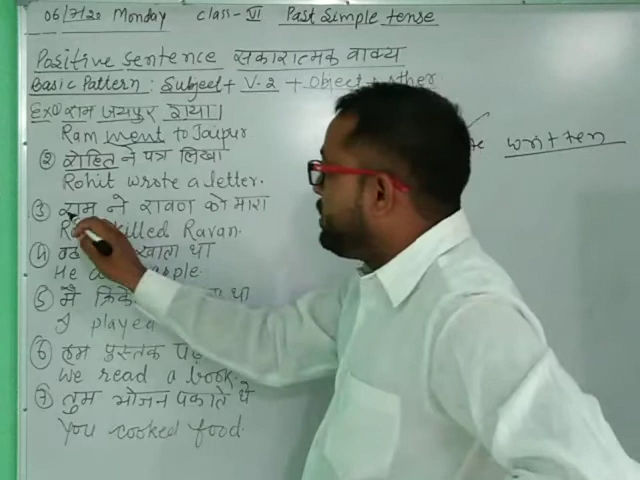 06/7/20 Monday class-VI Past Simple tense
Positive Sentence सकारात्मक वाक्य
Basic Pattern: Subject + V-2 + Object + other
Ex① राम जयपुर गया।
Ram went to Jaipur
② रोहित ने पत्र लिखा
Rohit wrote a letter.
written
③ राम ने रावण को मारा
killed Ravan.
④ खाता था
He
⑤ मैं था
I played
⑥ हम पुस्तक
We read a book.
⑦ तुम भोजन पकाते थे
You cooked food.